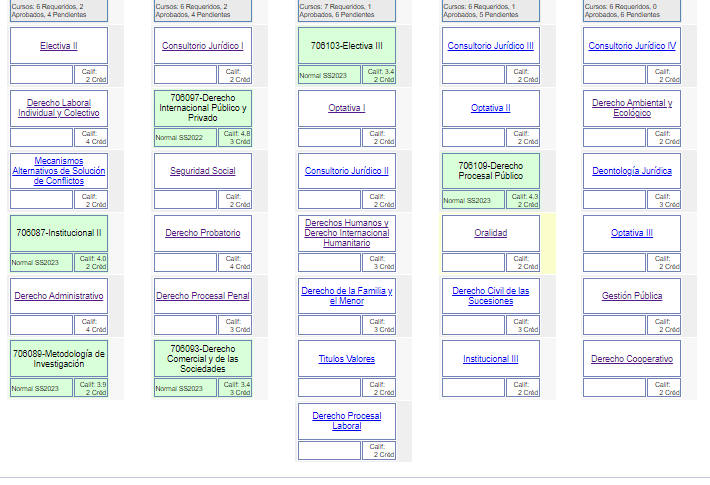 Cursos: 6 Requeridos, 2
Aprobados, 4 Pendientes
Electiva II
Calif:
2 Créd
Derecho Laboral
Individual y Colectivo
Calif:
4 Créd
Mecanismos
Alternativos de Solución
de Conflictos
Calif:
2 Créd
706087-Institucional II
Normal SS2023
Calif: 4.0
2 Créd
Derecho Administrativo
Calif:
4 Créd
706089-Metodología de
Investigación
Normal SS2023
Calif: 3.9
2 Créd
Cursos: 6 Requeridos, 2
Aprobados, 4 Pendientes
Consultorio Jurídico I
Calif:
2 Créd
706097-Derecho
Internacional Público y
Privado
Normal SS2022
Calif: 4.8
3 Créd
Seguridad Social
Calif:
2 Créd
Derecho Probatorio
Calif:
4 Créd
Derecho Procesal Penal
Calif:
3 Créd
706093-Derecho
Comercial y de las
Sociedades
Normal SS2023
Calif: 3.4
2 Créd
Cursos: 7 Requeridos, 1
Aprobados, 6 Pendientes
706103-Electiva III
Normal SS2023
Calif: 3.4
2 Créd
Optativa I
Calif:
2 Créd
Consultorio Jurídico II
Calif:
2 Créd
Derechos Humanos y
Derecho Internacional
Humanitario
Calif:
3 Créd
Derecho de la Familia y
el Menor
Calif:
3 Créd
Titulos Valores
Calif:
2 Créd
Derecho Procesal
Laboral
Calif:
2 Créd
Cursos: 6 Requeridos, 1
Aprobados, 5 Pendientes
Consultorio Jurídico III
Calif:
2 Créd
Optativa II
Calif:
2 Créd
706109-Derecho
Procesal Público
Normal SS2023
Calif: 4.3
2 Créd
Oralidad
Calif:
2 Créd
Derecho Civil de las
Sucesiones
Calif:
3 Créd
Institucional III
Calif:
2 Créd
Cursos: 6 Requeridos, 0
Aprobados, 6 Pendientes
Consultorio Jurídico IV
Calif:
2 Créd
Derecho Ambiental y
Ecológico
Calif:
2 Créd
Deontología Jurídica
Calif:
3 Créd
Optativa III
Calif:
2 Créd
Gestión Pública
Calif:
2 Créd
Derecho Cooperativo
Calif:
2 Créd